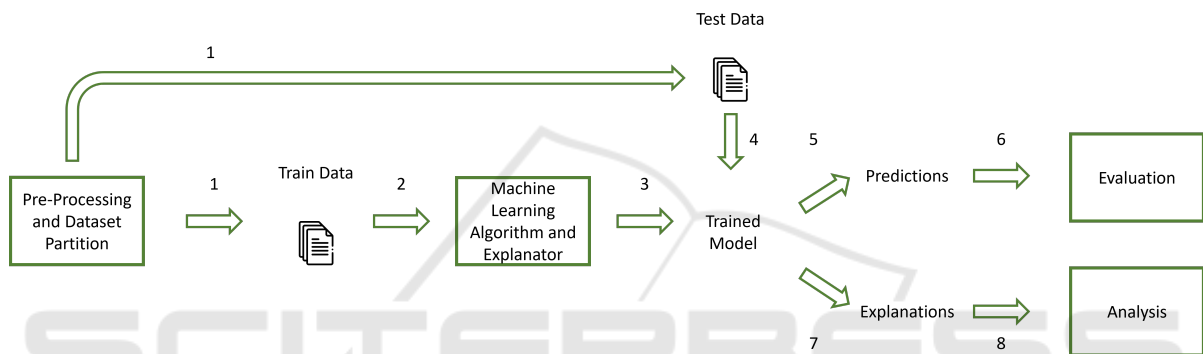 Test Data
1
4
5
6
Predictions
Evaluation
Pre-Processing
and Dataset
Partition
1
Train Data
2
Machine
Learning
Algorithm and
Explanator
3
Trained
Model
Explanations
Analysis
7
8
SCITEPRESS